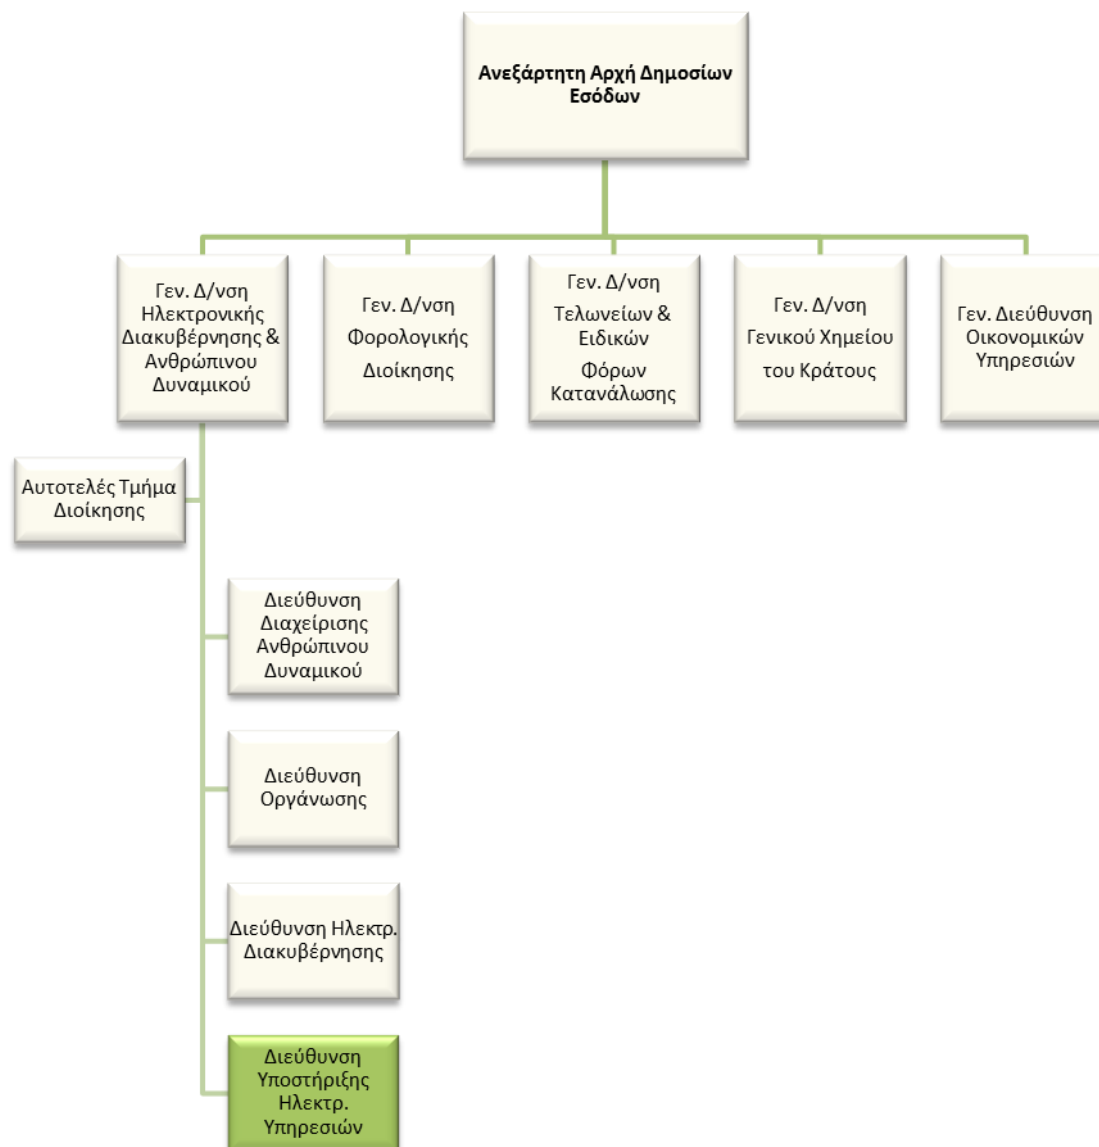 Ανεξάρτητη Αρχή Δημοσίων
Εσόδων
Γεν. Δ/νση
Ηλεκτρονικής
Διακυβέρνησης &
Ανθρώπινου
Δυναμικού
Γεν. Δ/νση
Φορολογικής
Διοίκησης
Γεν. Δ/νση
Τελωνείων &
Ειδικών
Φόρων
Κατανάλωσης
Γεν. Δ/νση
Γενικού Χημείου
του Κράτους
Γεν. Διεύθυνση
Οικονομικών
Υπηρεσιών
Αυτοτελές Τμήμα
Διοίκησης
Διεύθυνση
Διαχείρισης
Ανθρώπινου
Δυναμικού
Διεύθυνση
Οργάνωσης
Διεύθυνση Ηλεκτρ.
Διακυβέρνησης
Διεύθυνση
Υποστήριξης
Ηλεκτρ.
Υπηρεσιών